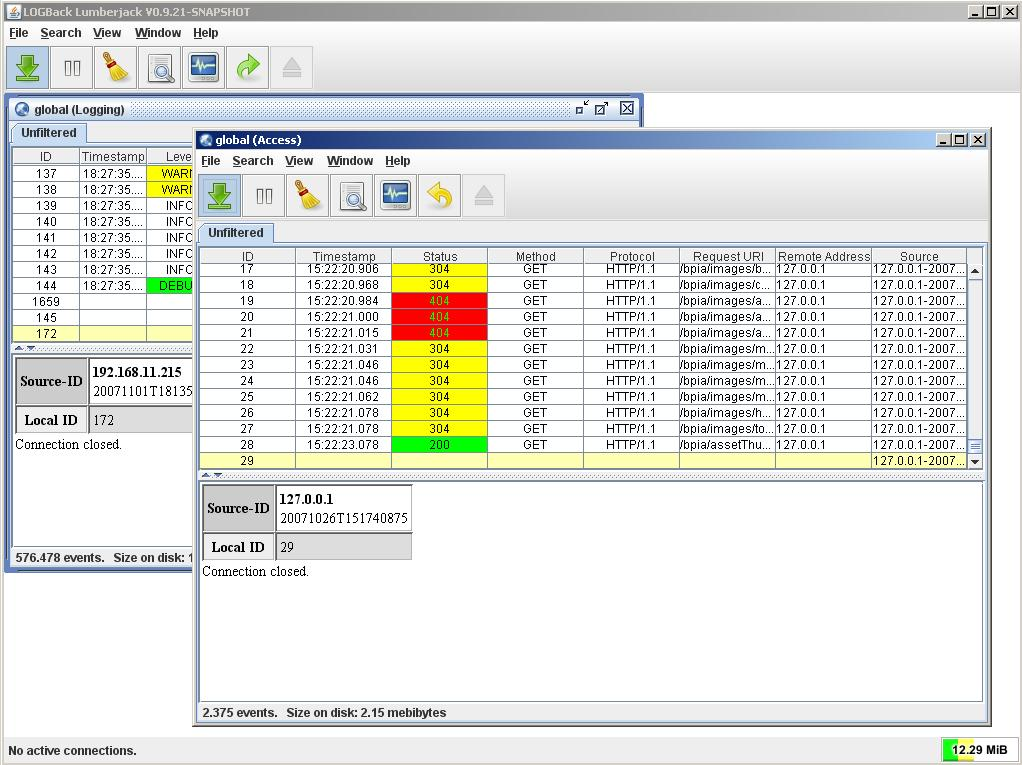 LOGBack Lumberjack V0.9.21-SNAPSHOT
File Search View Window Help
global (Logging)
Unfiltered
ID Timestamp Leve
137 18:27:35.... WARN
138 18:27:35.... WARN
139 18:27:35.... INFO
140 18:27:35.... INFO
141 18:27:35.... INFO
142 18:27:35.... INFO
143 18:27:35.... INFO
144 18:27:35.... DEBU
1659
145
172
Source-ID 192.168.11.215
20071101T18135
Local ID 172
Connection closed.
576.478 events. Size on disk: 1
global (Access)
File Search View Window Help
Unfiltered
ID Timestamp Status Method Protocol Request URI Remote Address Source
17 15:22:20.906 304 GET HTTP/1.1 /bpia/images/b... 127.0.0.1 127.0.0.1-2007...
18 15:22:20.968 304 GET HTTP/1.1 /bpia/images/c... 127.0.0.1 127.0.0.1-2007...
19 15:22:20.984 404 GET HTTP/1.1 /bpia/images/a... 127.0.0.1 127.0.0.1-2007...
20 15:22:21.000 404 GET HTTP/1.1 /bpia/images/a... 127.0.0.1 127.0.0.1-2007...
21 15:22:21.015 404 GET HTTP/1.1 /bpia/images/a... 127.0.0.1 127.0.0.1-2007...
22 15:22:21.031 304 GET HTTP/1.1 /bpia/images/m... 127.0.0.1 127.0.0.1-2007...
23 15:22:21.046 304 GET HTTP/1.1 /bpia/images/m... 127.0.0.1 127.0.0.1-2007...
24 15:22:21.046 304 GET HTTP/1.1 /bpia/images/m... 127.0.0.1 127.0.0.1-2007...
25 15:22:21.062 304 GET HTTP/1.1 /bpia/images/m... 127.0.0.1 127.0.0.1-2007...
26 15:22:21.078 304 GET HTTP/1.1 /bpia/images/h... 127.0.0.1 127.0.0.1-2007...
27 15:22:21.078 304 GET HTTP/1.1 /bpia/images/to... 127.0.0.1 127.0.0.1-2007...
28 15:22:23.078 200 GET HTTP/1.1 /bpia/assetThu... 127.0.0.1 127.0.0.1-2007...
29 127.0.0.1-2007...
Source-ID 127.0.0.1
20071026T151740875
Local ID 29
Connection closed.
2.375 events. Size on disk: 2.15 mebibytes
No active connections.
12.29 MiB